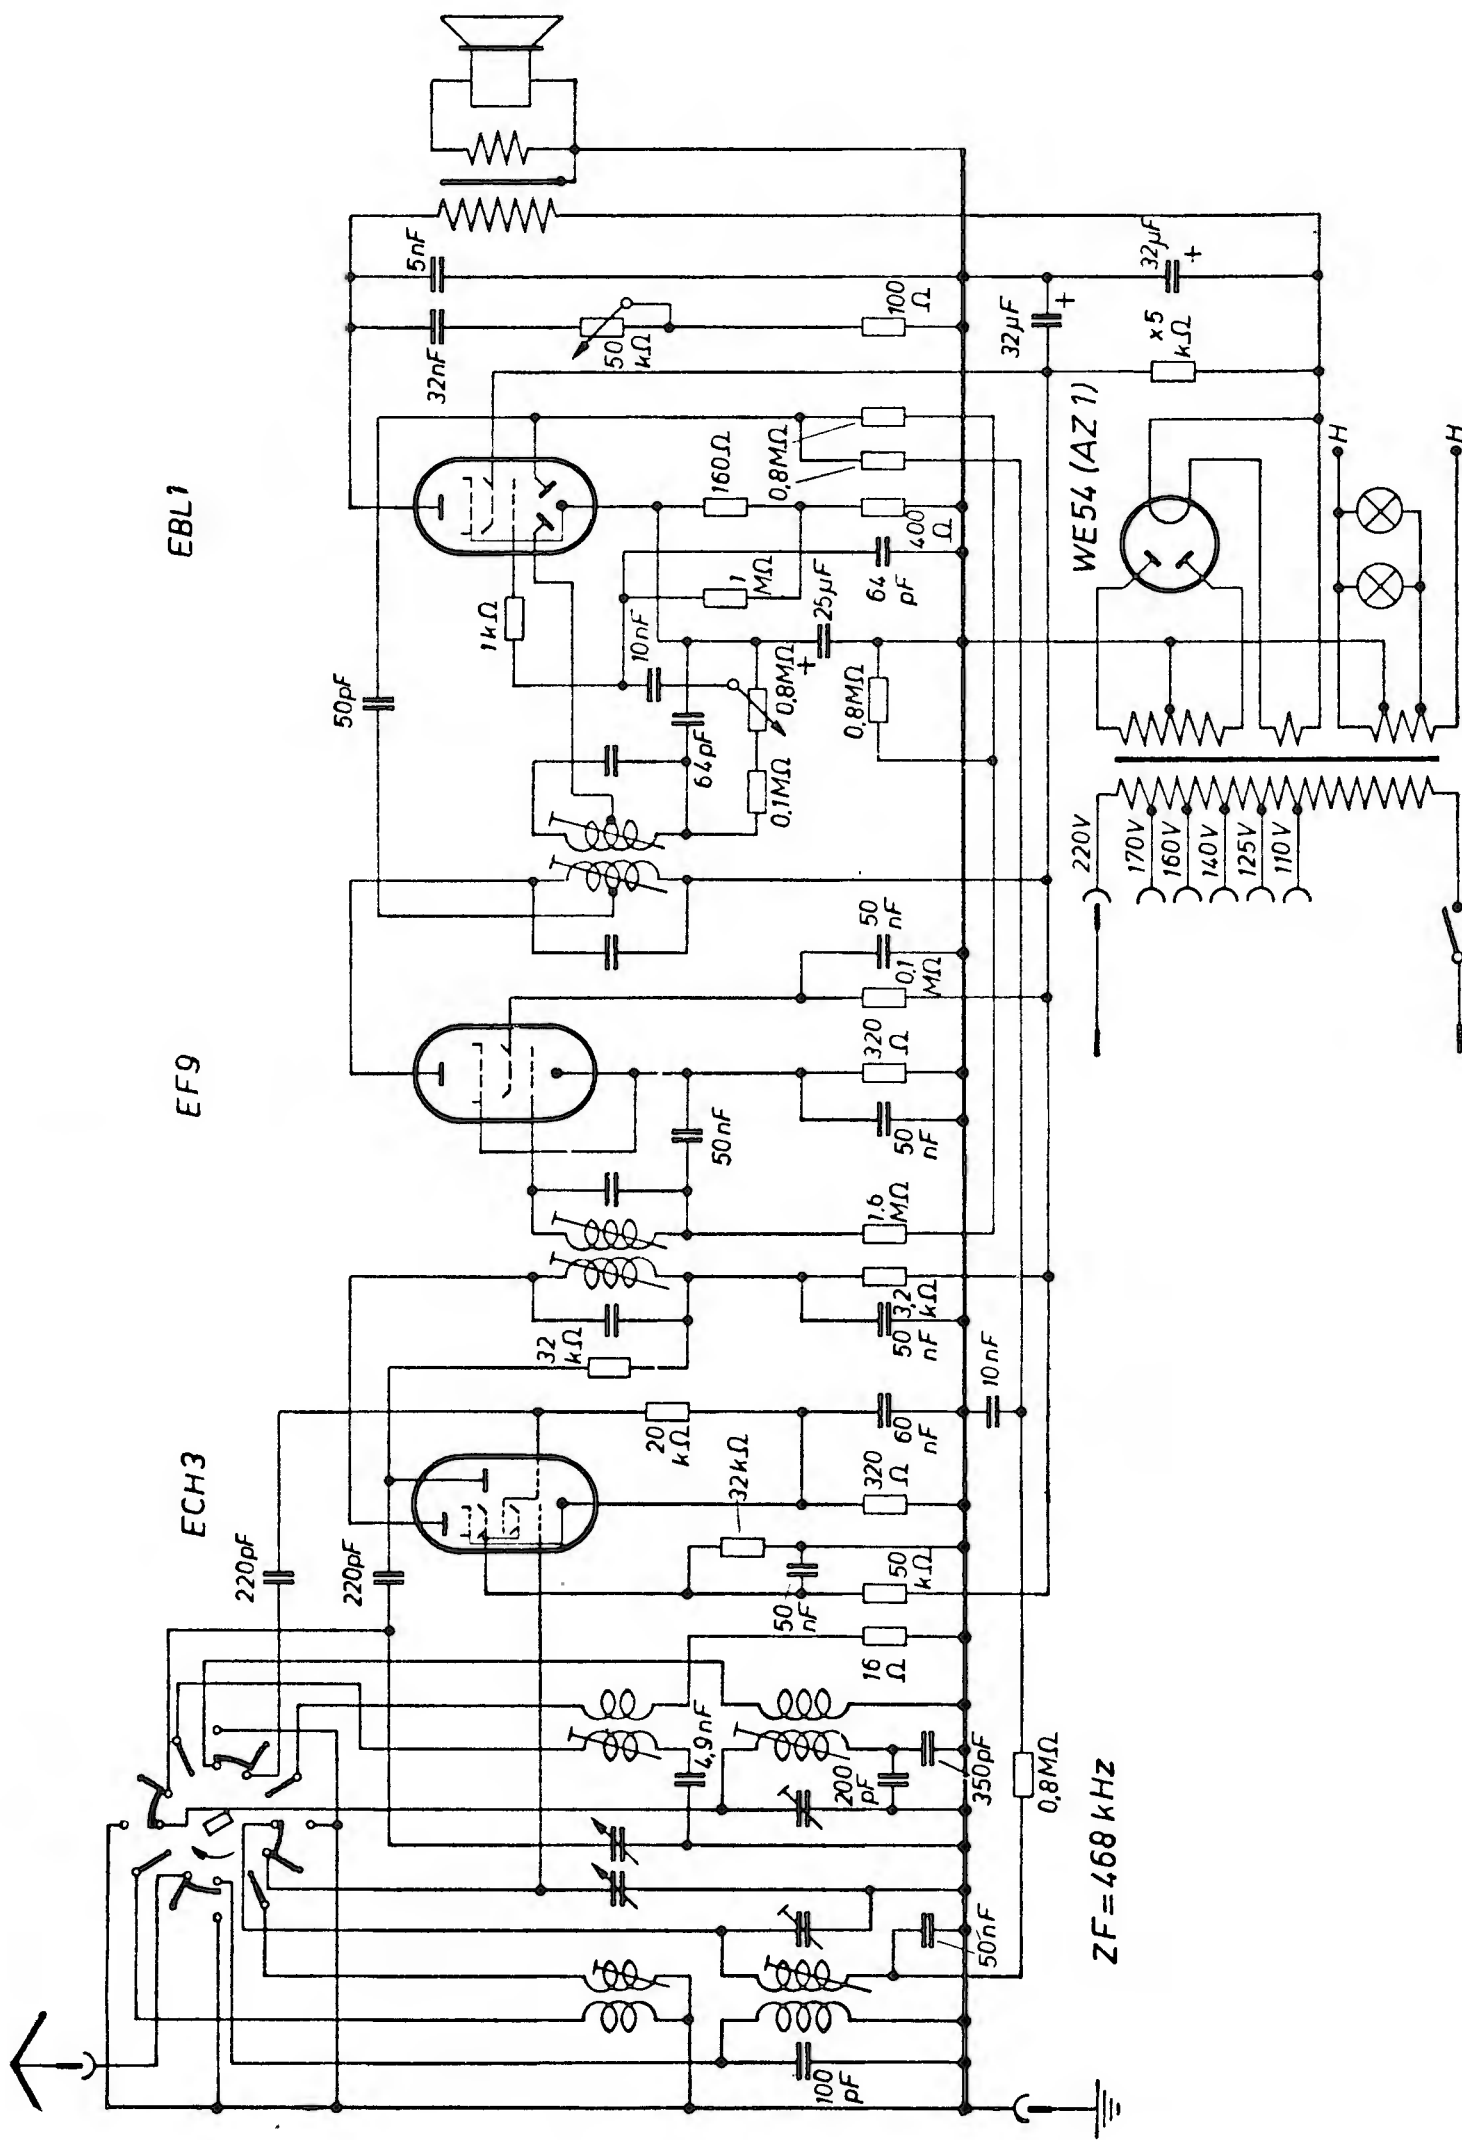 EBL1
EF9
ECH3
5nF
32nF
50
kΩ
100
Ω
32µF
+
32µF
+
x5
kΩ
50pF
1kΩ
10nF
64pF
0,1MΩ
0,8MΩ
+
25µF
1
MΩ
160Ω
0,8MΩ
400
Ω
64
pF
0,8MΩ
WE54 (AZ1)
H
H
220V
170V
160V
140V
125V
110V
50
nF
0,1
MΩ
320
Ω
50
nF
50nF
1,6
MΩ
3,2
kΩ
50
nF
32
kΩ
220pF
220pF
20
kΩ
60
nF
10nF
32kΩ
320
Ω
50
nF
50
kΩ
16
Ω
4,9nF
200
pF
350pF
0,8MΩ
50nF
100
pF
ZF=468kHz